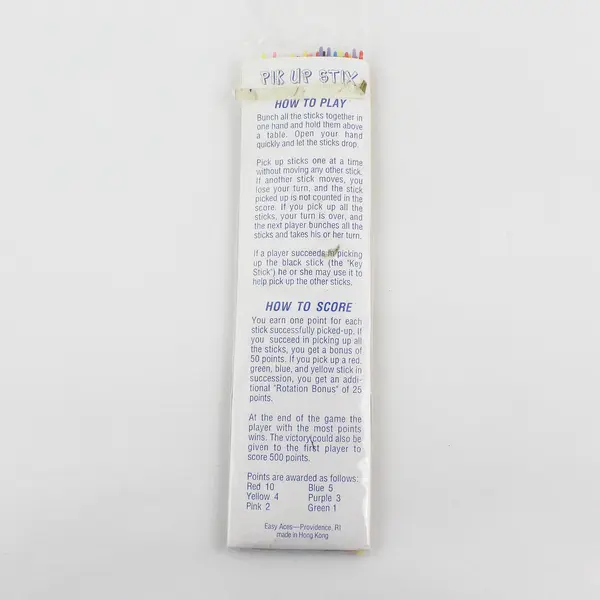 PIK UP STIX
HOW TO PLAY
Bunch all the sticks together in
one hand and hold them above
a table. Open your hand
quickly and let the sticks drop.
Pick up sticks one at a time
without moving any other stick.
If another stick moves, you
lose your turn, and the stick
picked up is not counted in the
score. If you pick up all the
sticks, your turn is over, and
the next player bunches all the
sticks and takes his or her turn.
If a player succeeds in picking
up the black stick (the "Key
Stick") he or she may use it to
help pick up the other sticks.
HOW TO SCORE
You earn one point for each
stick successfully picked-up. If
you succeed in picking up all
the sticks, you get a bonus of
50 points. If you pick up a red,
green, blue, and yellow stick in
succession, you get an addi-
tional "Rotation Bonus" of 25
points.
At the end of the game the
player with the most points
wins. The victory could also be
given to the first player to
score 500 points.
Points are awarded as follows:
Red 10 Blue 5
Yellow 4 Purple 3
Pink 2 Green 1
Easy Aces—Providence, RI
made in Hong Kong